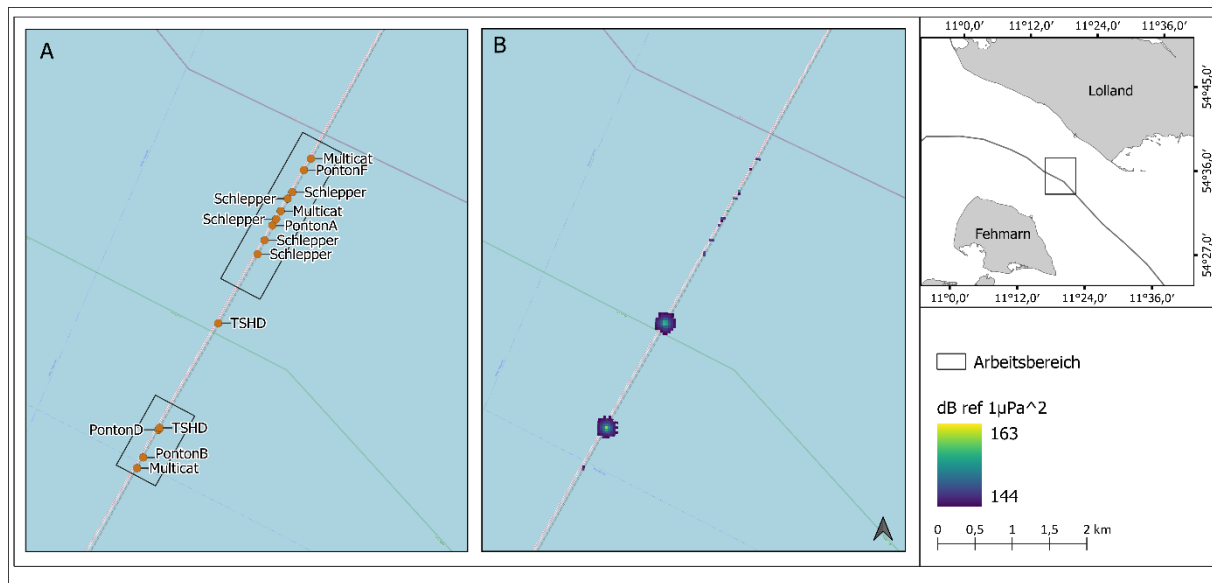 A
Multicat
PontonF
Schlepper
Schlepper
Multicat
Schlepper
PontonA
Schlepper
Schlepper
TSHD
PontonD
TSHD
PontonB
Multicat
B
11°0,0' 11°12,0' 11°24,0' 11°36,0'
Lolland
Fehmarn
54°45,0'
54°36,0'
54°27,0'
11°0,0' 11°12,0' 11°24,0' 11°36,0'
Arbeitsbereich
dB ref 1µPa^2
163
144
0 0,5 1 1,5 2 km